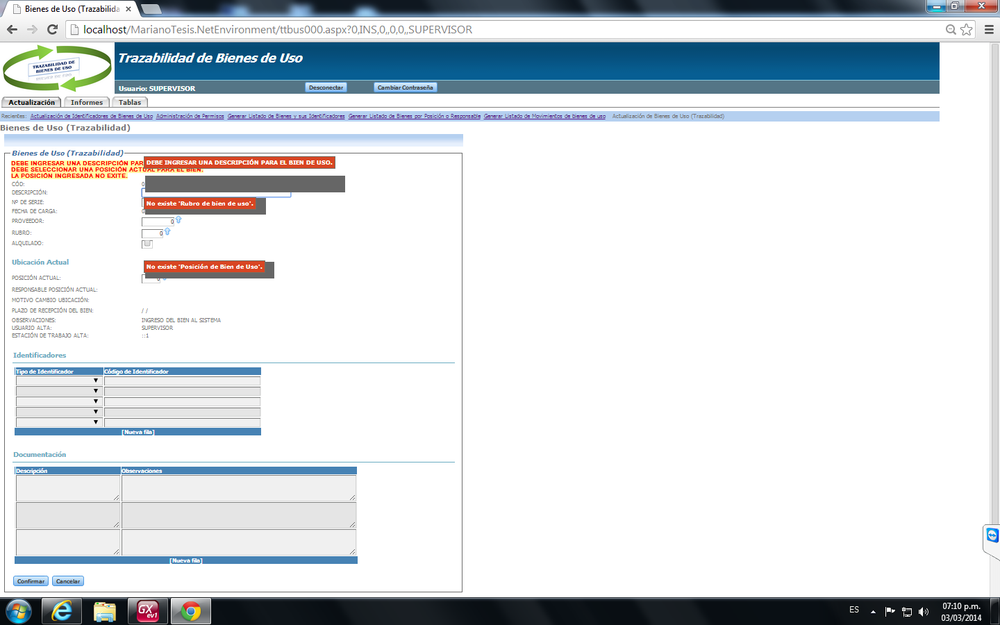 Bienes de Uso (Trazabilida
localhost/MarianoTesis.NetEnvironment/ttbus000.aspx?0,INS,0,,0,0,,SUPERVISOR
TRAZABILIDAD DE
BIENES DE USO
Trazabilidad de Bienes de Uso
Usuario: SUPERVISOR
Desconectar
Cambiar Contraseña
Actualización
Informes
Tablas
Recientes: Actualización de Identificadores de Bienes de Uso Administración de Permisos Generar Listado de Bienes y sus Identificadores Generar Listado de Bienes por Posición o Responsable Generar Listado de Movimientos de bienes de uso Actualización de Bienes de Uso (Trazabilidad)
Bienes de Uso (Trazabilidad)
Bienes de Uso (Trazabilidad)
DEBE INGRESAR UNA DESCRIPCIÓN PAR
DEBE INGRESAR UNA DESCRIPCIÓN PARA EL BIEN DE USO.
DEBE SELECCIONAR UNA POSICIÓN ACTUAL PARA EL BIEN.
LA POSICIÓN INGRESADA NO EXITE.
CÓD: 0
DESCRIPCIÓN:
Nº DE SERIE:
No existe 'Rubro de bien de uso'.
FECHA DE CARGA: 0
PROVEEDOR: 0
RUBRO: 0
ALQUILADO:
Ubicación Actual
No existe 'Posición de Bien de Uso'.
POSICIÓN ACTUAL: 0
RESPONSABLE POSICIÓN ACTUAL:
MOTIVO CAMBIO UBICACIÓN:
PLAZO DE RECEPCIÓN DEL BIEN: / /
OBSERVACIONES: INGRESO DEL BIEN AL SISTEMA
USUARIO ALTA: SUPERVISOR
ESTACIÓN DE TRABAJO ALTA: ::1
Identificadores
Tipo de Identificador Código de Identificador
[Nueva fila]
Documentación
Descripción Observaciones
[Nueva fila]
Confirmar Cancelar
GX
ev1
ES
07:10 p.m.
03/03/2014